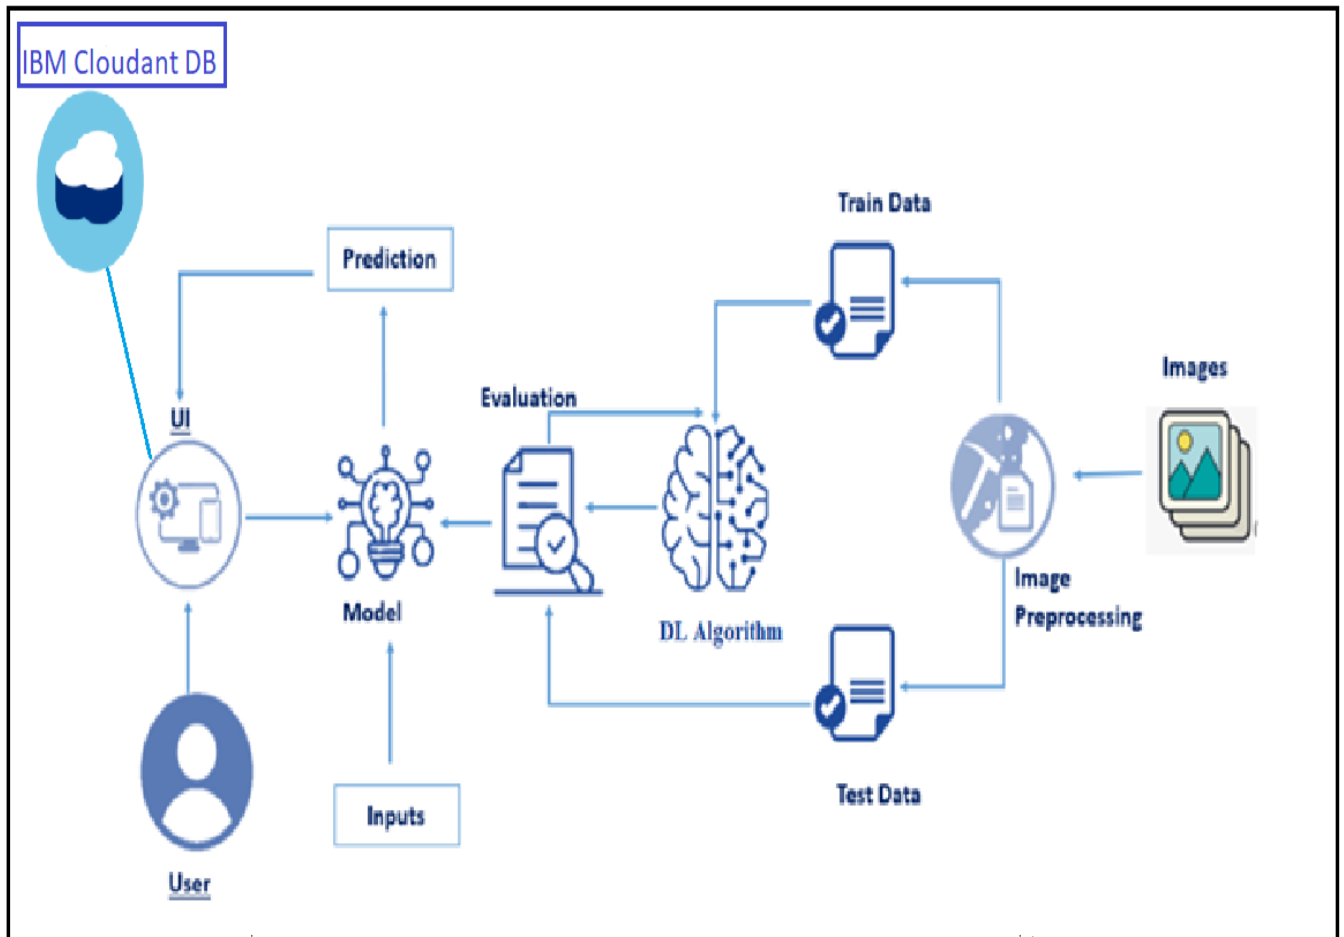 IBM Cloudant DB
Train Data
Prediction
Images
Evaluation
UI
Image
Preprocessing
Model
DL Algorithm
Test Data
Inputs
User